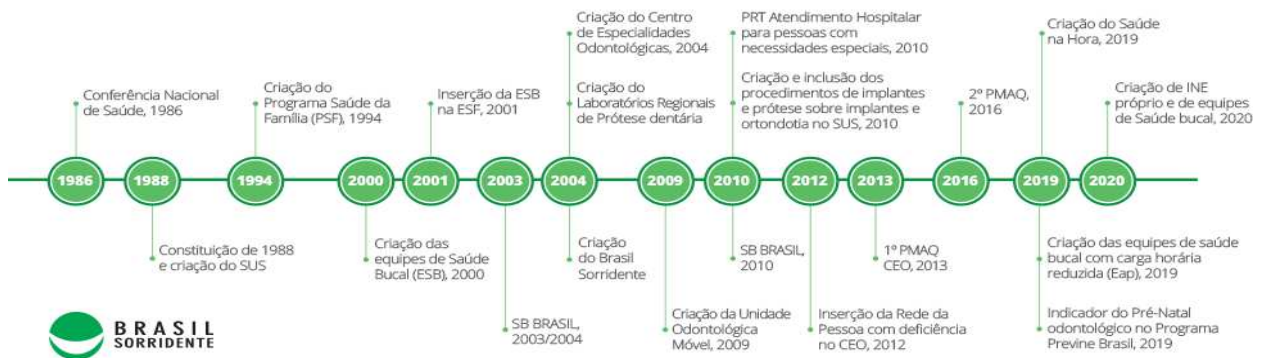 Criação do Centro
de Especialidades
Odontológicas, 2004
PRT Atendimento Hospitalar
para pessoas com
necessidades especiais, 2010
Criação do Saúde
na Hora, 2019
Conferência Nacional
de Saúde, 1986
Criação do
Programa Saúde da
Família (PSF), 1994
Inserção da ESB
na ESF, 2001
Criação do
Laboratórios Regionais
de Prótese dentária
Criação e inclusão dos
procedimentos de implantes
e prótese sobre implantes e
ortondotia no SUS, 2010
2º PMAQ,
2016
Criação de INE
próprio e de equipes
de Saúde bucal, 2020
1986
1988
1994
2000
2001
2003
2004
2009
2010
2012
2013
2016
2019
2020
Constituição de 1988
e criação do SUS
Criação das
equipes de Saúde
Bucal (ESB), 2000
Criação
do Brasil
Sorridente
SB BRASIL,
2010
1º PMAQ
CEO, 2013
Criação das equipes de saúde
bucal com carga horária
reduzida (Eap), 2019
SB BRASIL,
2003/2004
Criação da Unidade
Odontológica
Móvel, 2009
Inserção da Rede da
Pessoa com deficiência
no CEO, 2012
Indicador do Pré-Natal
odontológico no Programa
Previne Brasil, 2019
BRASIL
SORRIDENTE